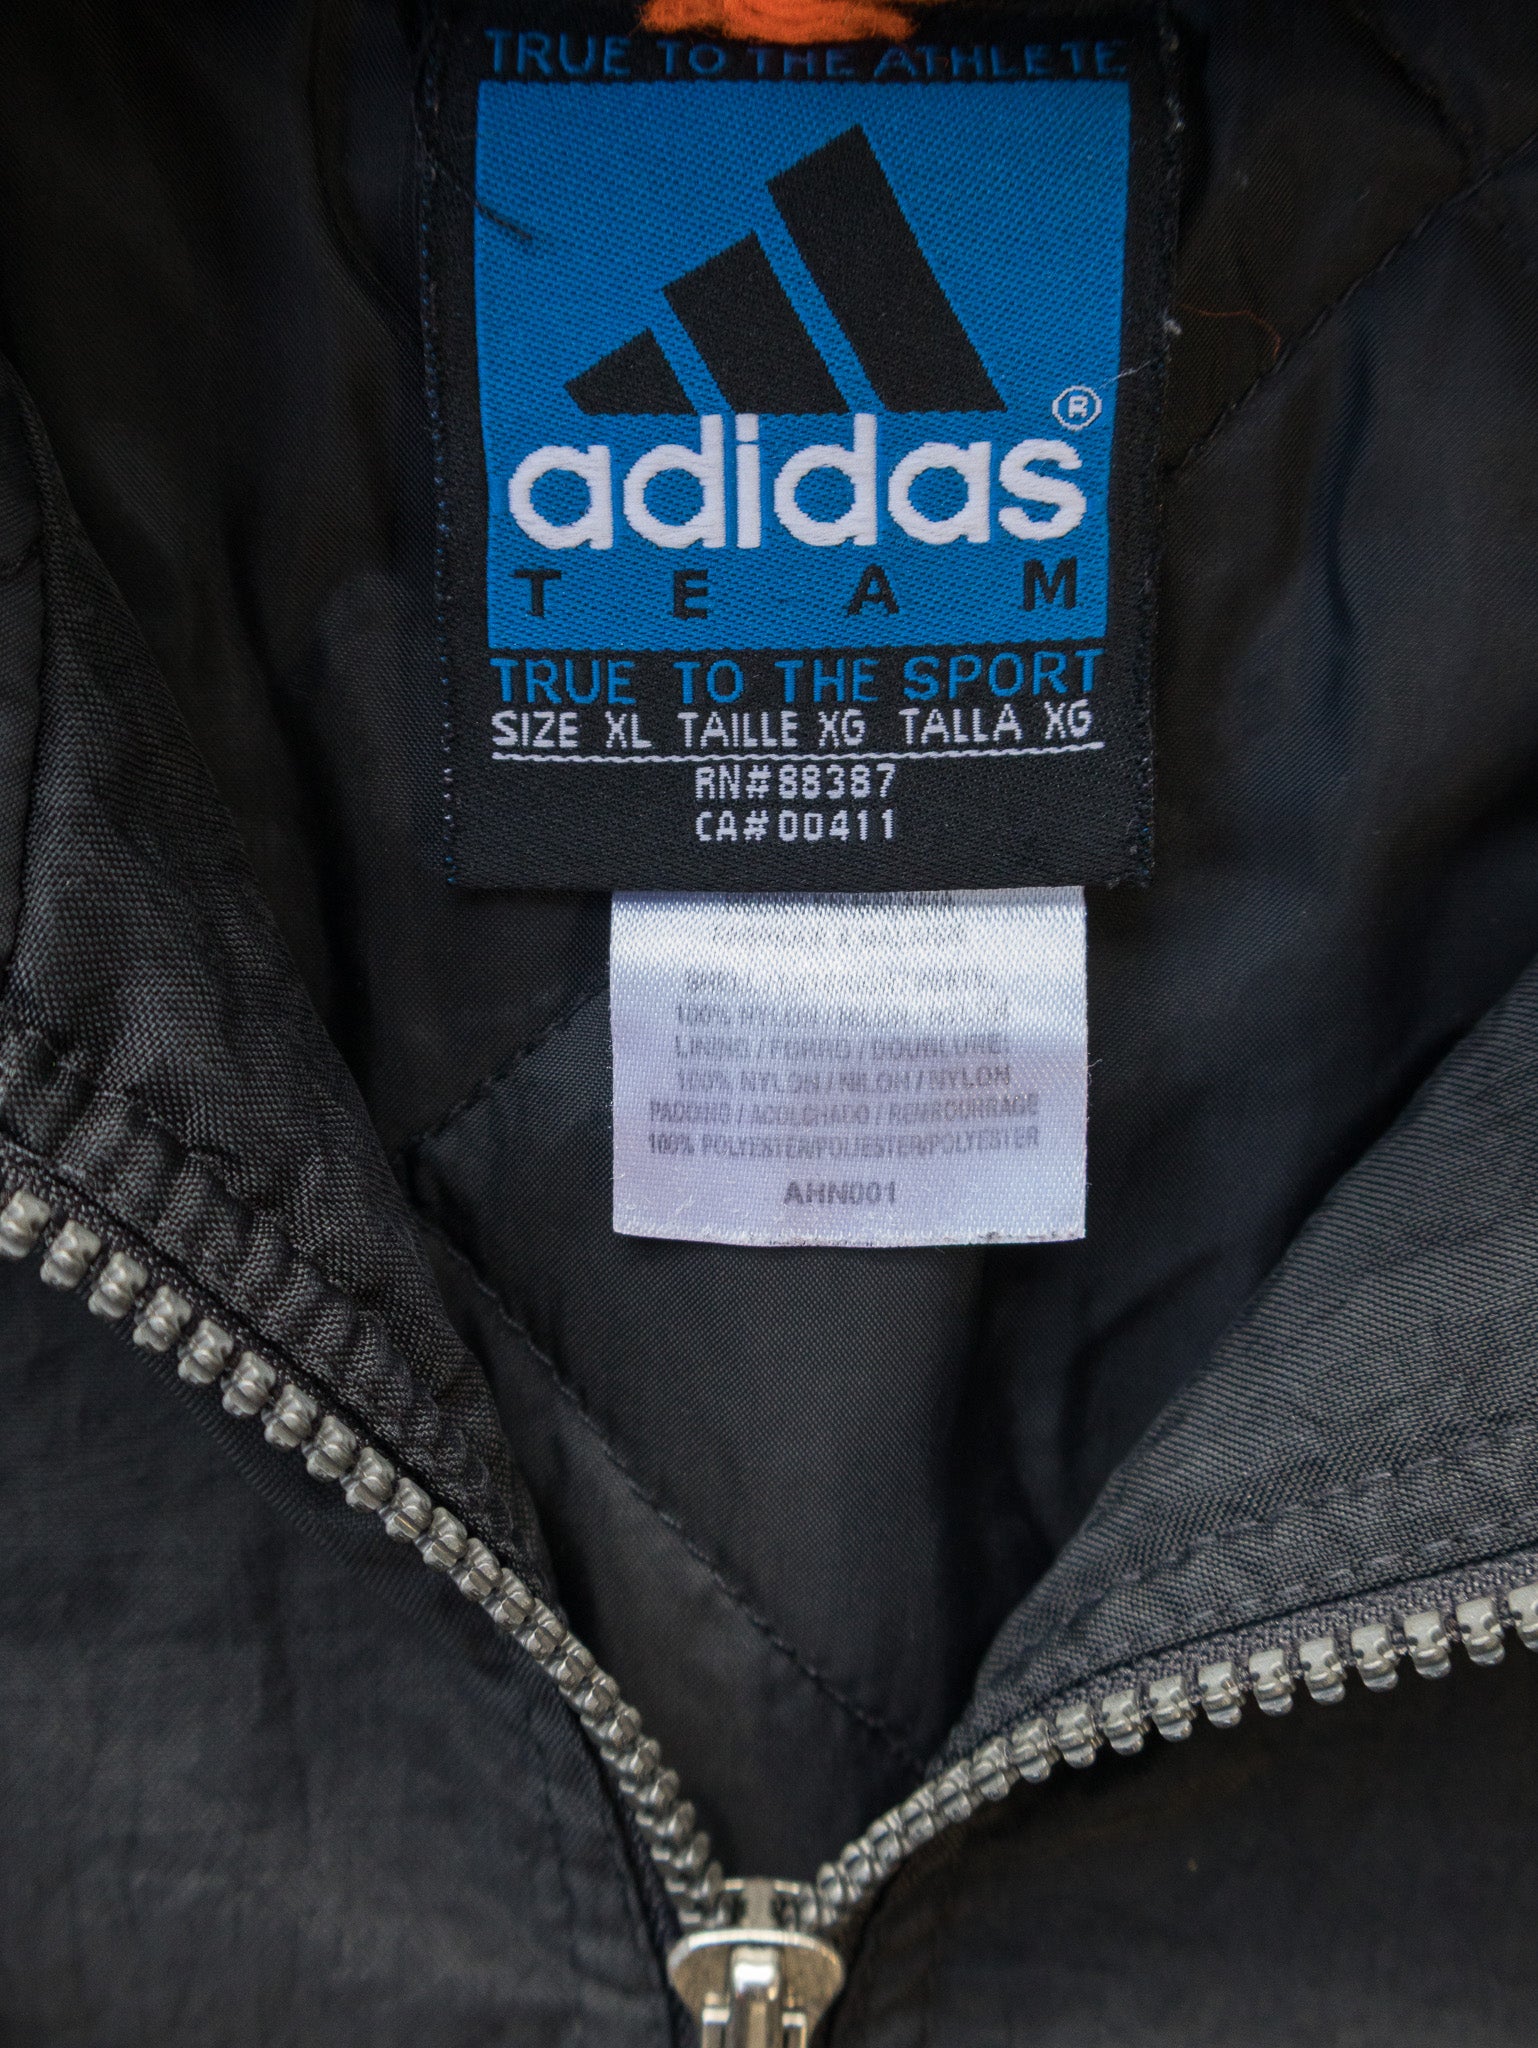 TRUE TO THE ATHLETE
adidas ®
TEAM
TRUE TO THE SPORT
SIZE XL TAILLE XG TALLA XG
RN#88387
CA#00411
100% NYLON
LINING / FORRO / DOUBLURE:
100% NYLON / NILON / NYLON
PADDING / ACOLCHADO / REMBOURRAGE
100% POLYESTER/POLIESTER/POLYESTER
AHN001